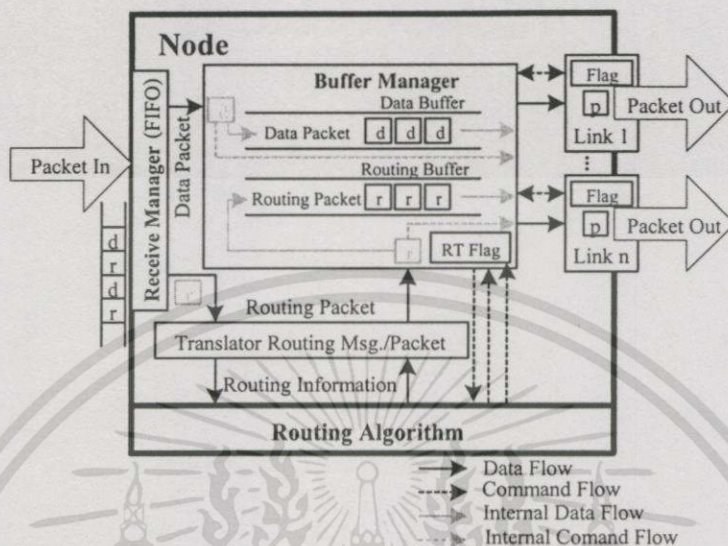 Node
Buffer Manager
Data Buffer
Data Packet d d d
Routing Buffer
Routing Packet r r r
r RT Flag
Receive Manager (FIFO)
Data Packet
Packet In
d
r
d
r
Routing Packet
Translator Routing Msg./Packet
Routing Information
Routing Algorithm
Flag
p
Link 1
Packet Out
Flag
p
Link n
Packet Out
Data Flow
Command Flow
Internal Data Flow
Internal Comand Flow